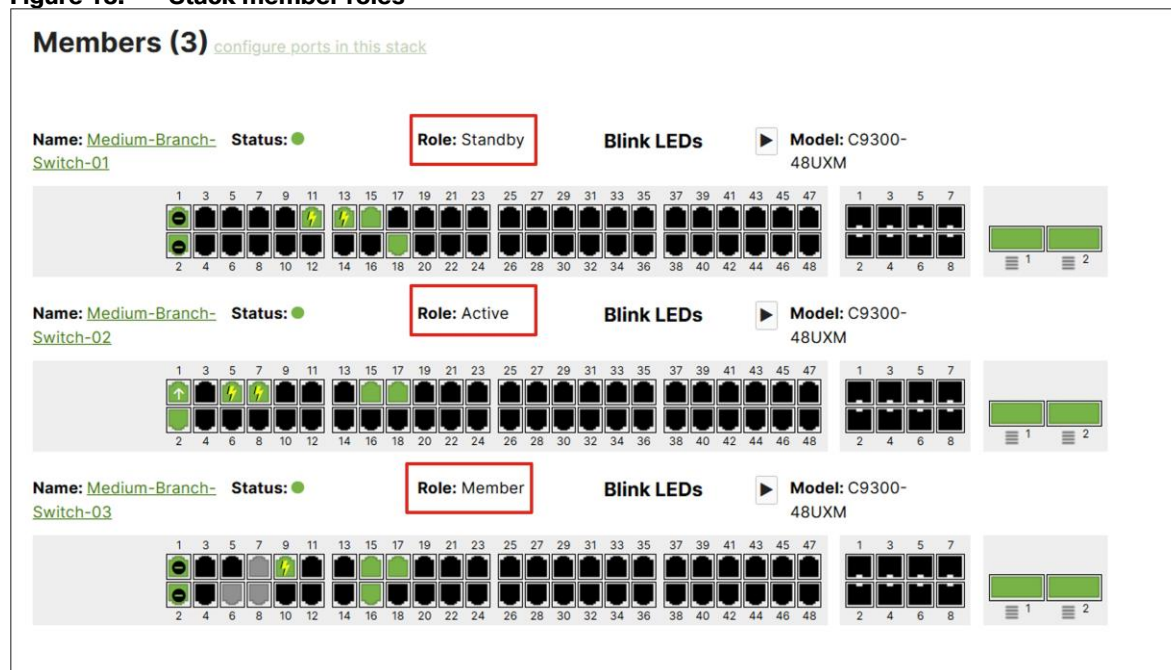 Figure 18. Stack member roles
Members (3) configure ports in this stack
Name: Medium-Branch-Switch-01 Status: Role: Standby Blink LEDs Model: C9300-48UXM
1 3 5 7 9 11 13 15 17 19 21 23 25 27 29 31 33 35 37 39 41 43 45 47 1 3 5 7
2 4 6 8 10 12 14 16 18 20 22 24 26 28 30 32 34 36 38 40 42 44 46 48 2 4 6 8 1 2
Name: Medium-Branch-Switch-02 Status: Role: Active Blink LEDs Model: C9300-48UXM
1 3 5 7 9 11 13 15 17 19 21 23 25 27 29 31 33 35 37 39 41 43 45 47 1 3 5 7
2 4 6 8 10 12 14 16 18 20 22 24 26 28 30 32 34 36 38 40 42 44 46 48 2 4 6 8 1 2
Name: Medium-Branch-Switch-03 Status: Role: Member Blink LEDs Model: C9300-48UXM
1 3 5 7 9 11 13 15 17 19 21 23 25 27 29 31 33 35 37 39 41 43 45 47 1 3 5 7
2 4 6 8 10 12 14 16 18 20 22 24 26 28 30 32 34 36 38 40 42 44 46 48 2 4 6 8 1 2